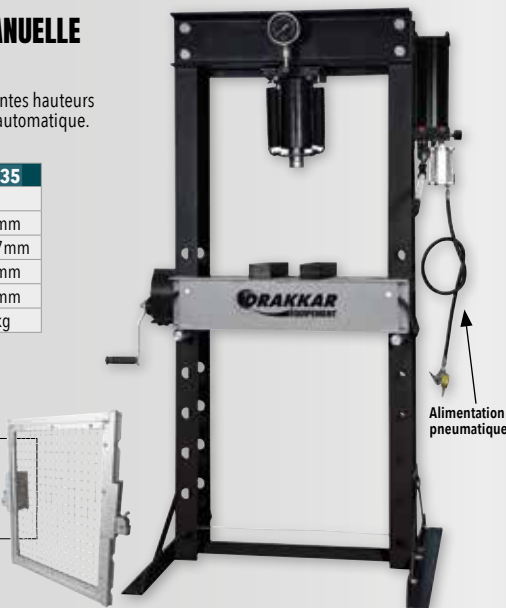 ANUELLE
ntes hauteurs
automatique.
35
mm
7mm
mm
mm
kg
DRAKKAR
EQUIPEMENT
Alimentation
pneumatique